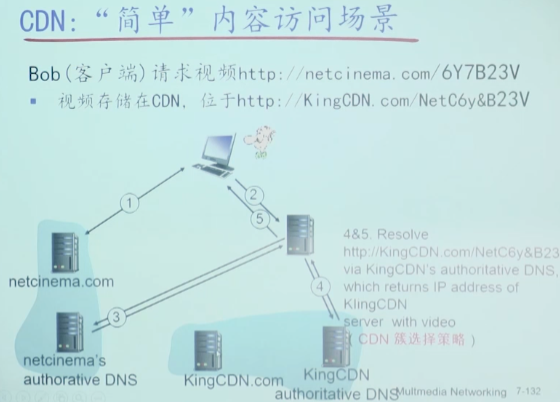 CDN:“简单”内容访问场景
Bob(客户端)请求视频http://netcinema.com/6Y7B23V
▪ 视频存储在CDN，位于http://KingCDN.com/NetC6y&B23V
1
2
5
4&5. Resolve
http://KingCDN.com/NetC6y&B23
via KingCDN's authoritative DNS,
which returns IP address of
KIingCDN
server with video
（CDN 蔟选择策略）
netcinema.com
3
4
netcinema's
authorative DNS
KingCDN.com
KingCDN
authoritative DNS
Multimedia Networking 7-132